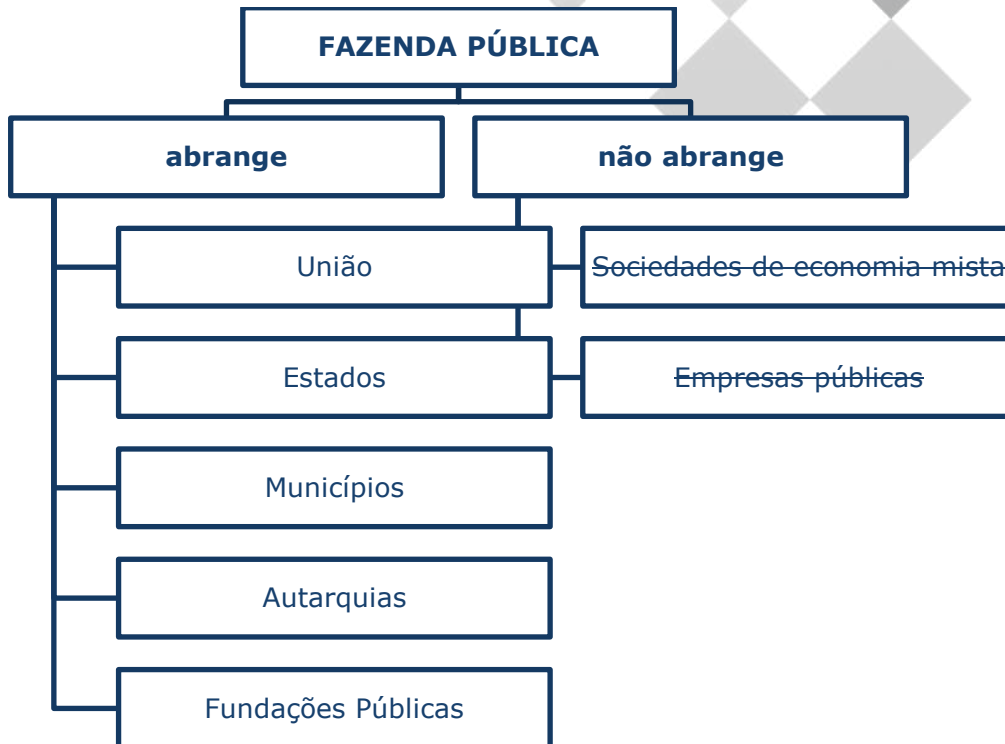 FAZENDA PÚBLICA
abrange
não abrange
União
Sociedades de economia mista
Estados
Empresas públicas
Municípios
Autarquias
Fundações Públicas